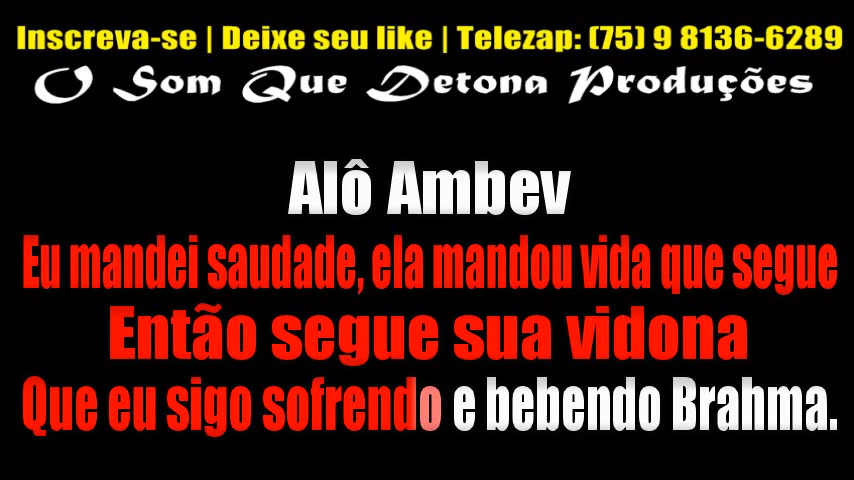 Inscreva-se | Deixe seu like | Telezap: (75) 9 8136-6289
O Som Que Detona Produções
Alô Ambev
Eu mandei saudade, ela mandou vida que segue
Então segue sua vidona
Que eu sigo sofrendo e bebendo Brahma.